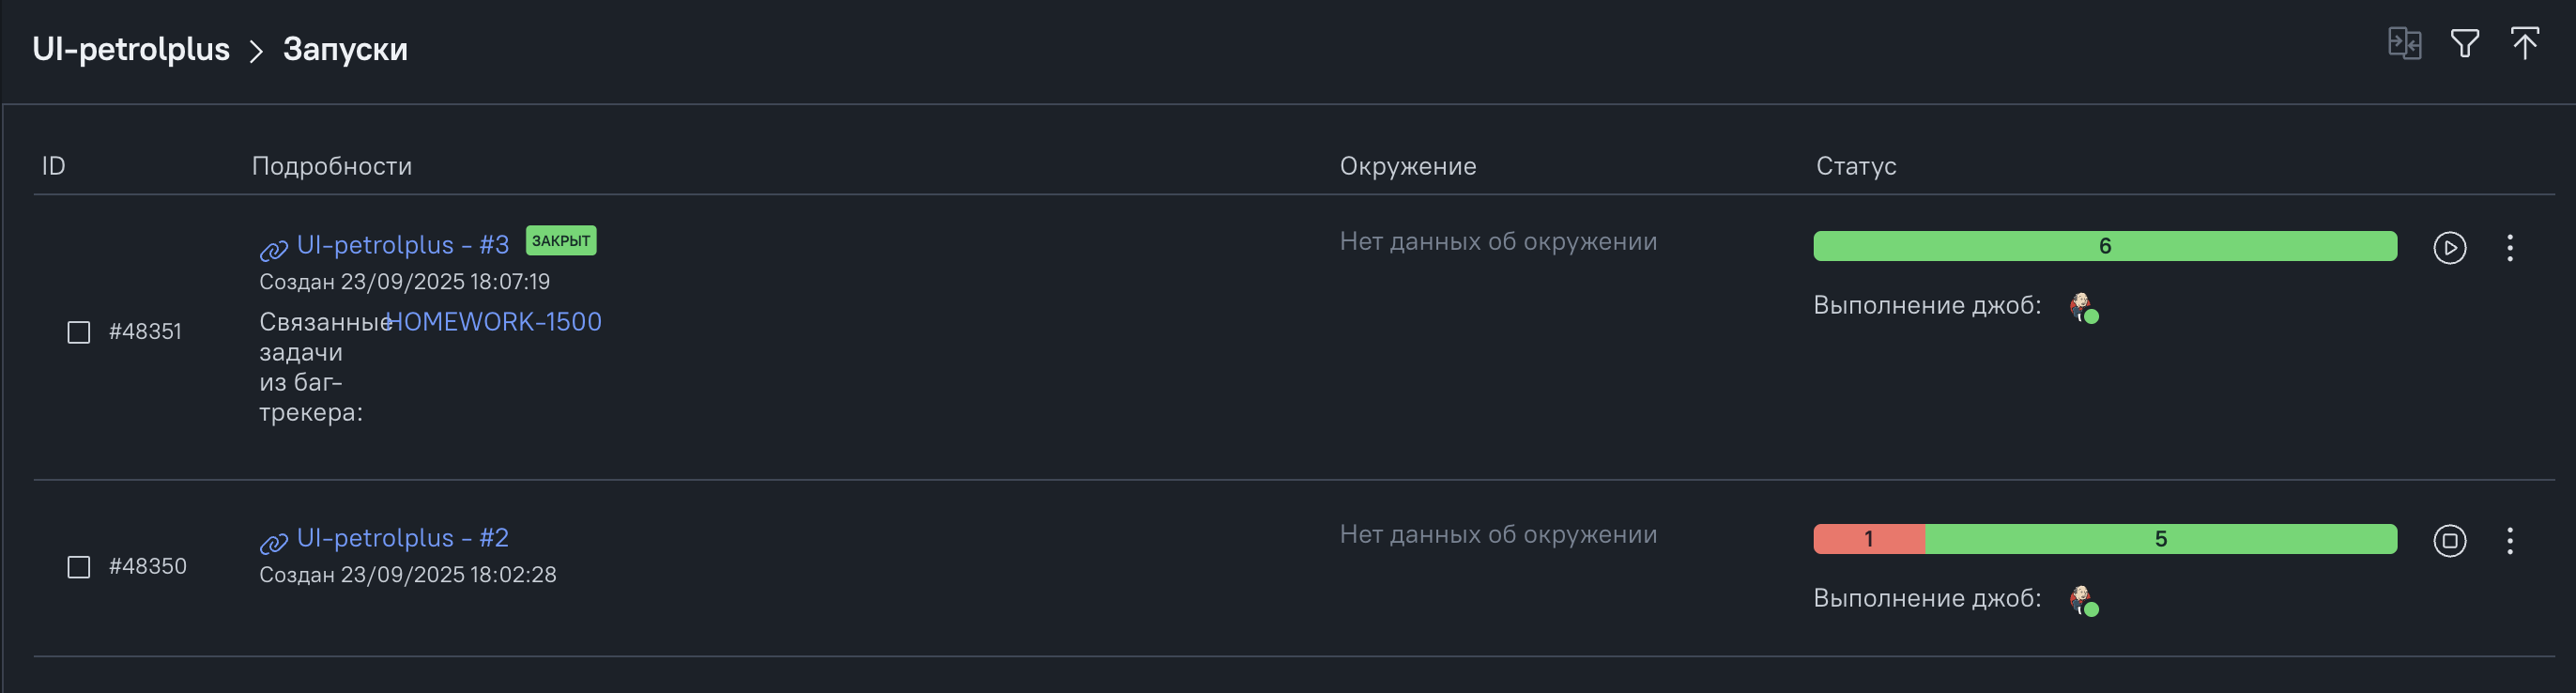 UI-petrolplus > Запуски
ID Подробности Окружение Статус
UI-petrolplus - #3 ЗАКРЫТ Нет данных об окружении 6
Создан 23/09/2025 18:07:19
Выполнение джоб:
#48351
Связанные HOMEWORK-1500
задачи
из баг-
трекера:
UI-petrolplus - #2 Нет данных об окружении 1 5
#48350
Создан 23/09/2025 18:02:28
Выполнение джоб: